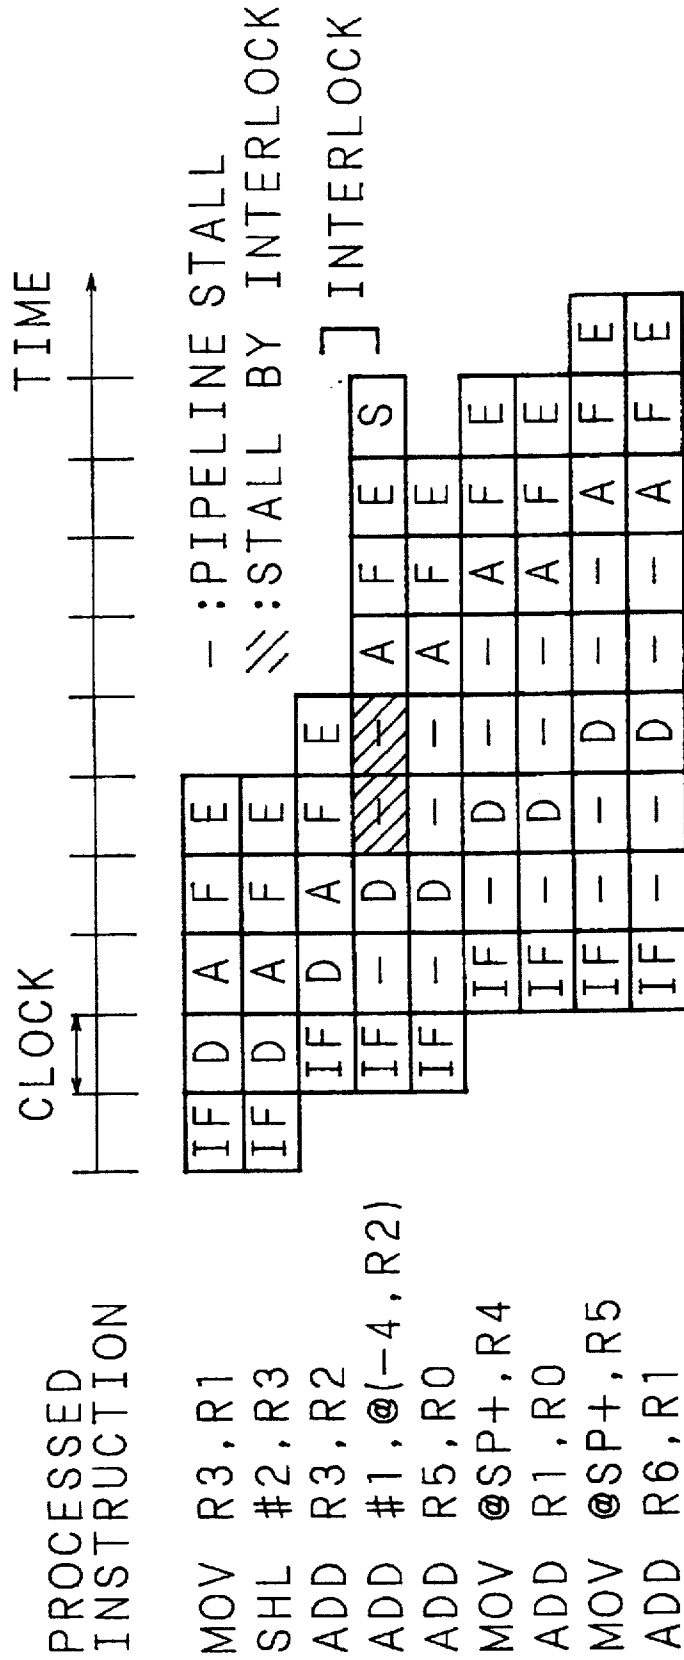 CLOCK TIME
PROCESSED
INSTRUCTION
– :PIPELINE STALL
:STALL BY INTERLOCK
MOV R3,R1 IF D A F E
SHL #2,R3 IF D A F E
ADD R3,R2 IF D A F E
ADD #1,@(–4,R2) IF – D – – A F E S
INTERLOCK
ADD R5,R0 IF – D – – A F E
MOV @SP+,R4 IF – D – – A F E
ADD R1,R0 IF – D – – A F E
MOV @SP+,R5 IF – – D – – A F E
ADD R6,R1 IF – – D – – A F E